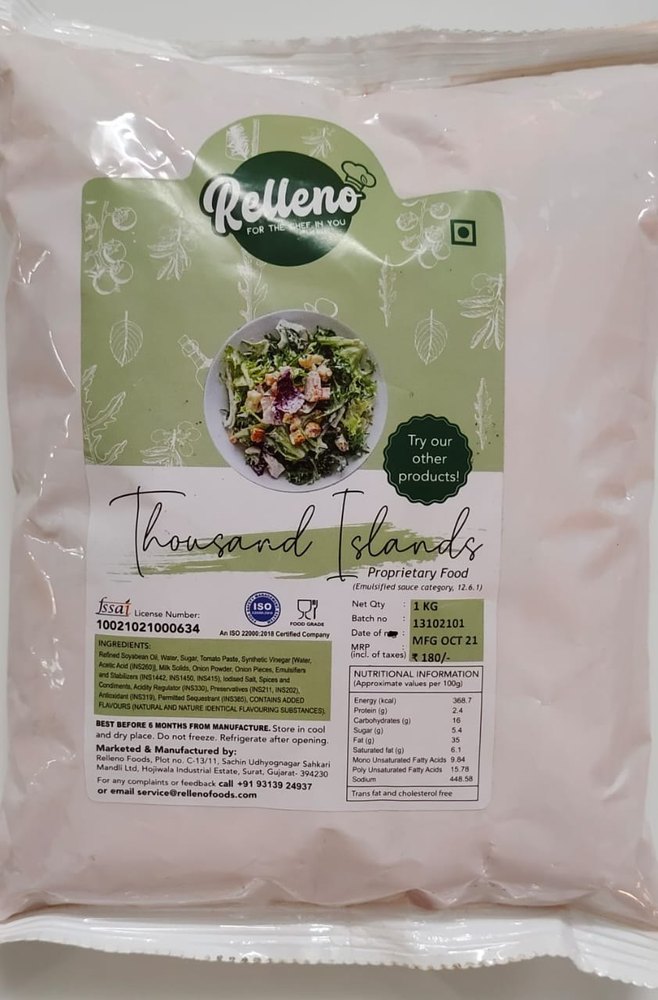 Relleno
FOR THE CHEF IN YOU
Try our
other
products!
Thousand Islands
Proprietary Food
(Emulsified sauce category, 12.6.1)
fssai License Number:
10021021000634
ISO
FOOD GRADE
An ISO 22000:2018 Certified Company
Net Qty : 1 KG
Batch no : 13102101
Date of : MFG OCT 21
MRP : ₹ 180/-
(incl. of taxes)
INGREDIENTS:
Refined Soyabean Oil, Water, Sugar, Tomato Paste, Synthetic Vinegar [Water,
Acetic Acid (INS260)], Milk Solids, Onion Powder, Onion Pieces, Emulsifiers
and Stabilizers (INS1442, INS1450, INS415), Iodised Salt, Spices and
Condiments, Acidity Regulator (INS330), Preservatives (INS211, INS202),
Antioxidant (INS319), Permitted Sequestrant (INS385), CONTAINS ADDED
FLAVOURS (NATURAL AND NATURE IDENTICAL FLAVOURING SUBSTANCES).
BEST BEFORE 6 MONTHS FROM MANUFACTURE. Store in cool
and dry place. Do not freeze. Refrigerate after opening.
Marketed & Manufactured by:
Relleno Foods, Plot no. C-13/11, Sachin Udhyognagar Sahkari
Mandli Ltd, Hojiwala Industrial Estate, Surat, Gujarat- 394230
For any complaints or feedback call +91 93139 24937
or email service@rellenofoods.com
NUTRITIONAL INFORMATION
(Approximate values per 100g)
Energy (kcal) 368.7
Protein (g) 2.4
Carbohydrates (g) 16
Sugar (g) 5.4
Fat (g) 35
Saturated fat (g) 6.1
Mono Unsaturated Fatty Acids 9.84
Poly Unsaturated Fatty Acids 15.78
Sodium 448.58
Trans fat and cholesterol free